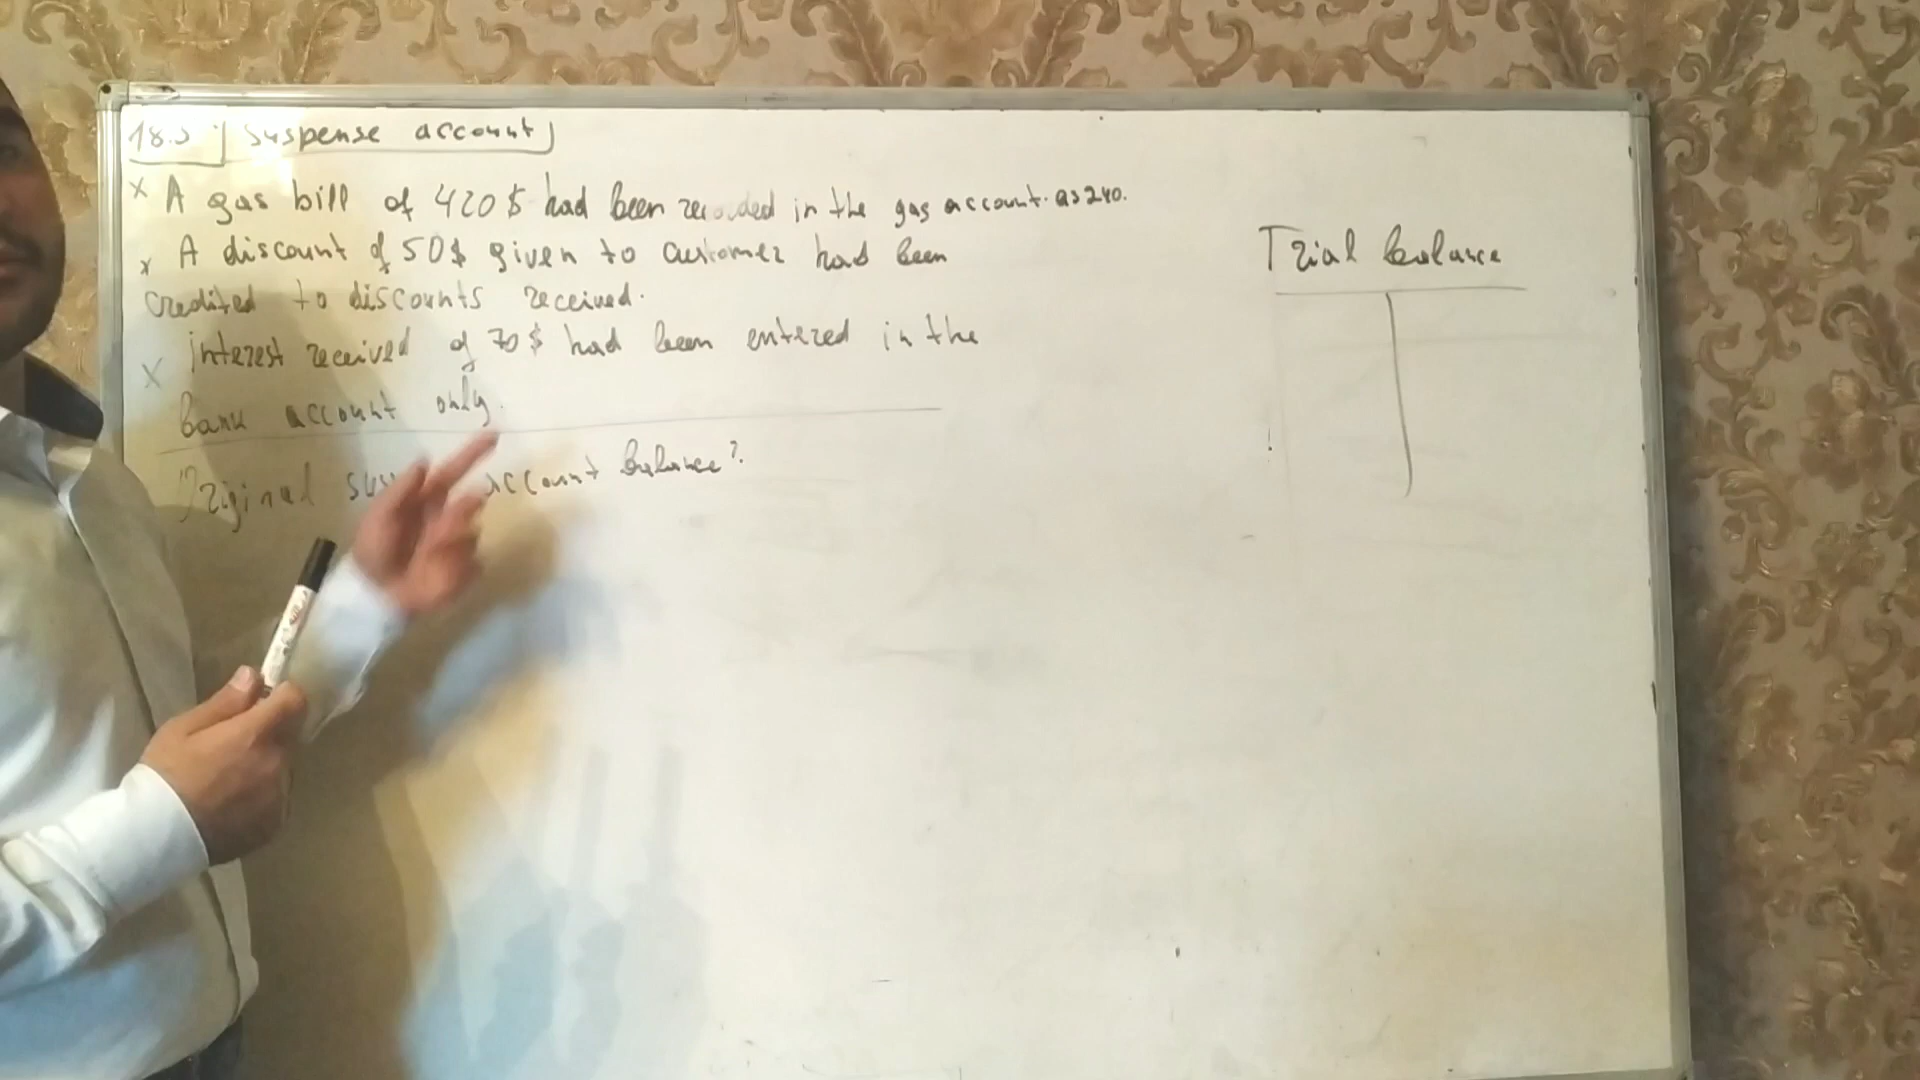 18.5 Suspense account
x A gas bill of 420$ had been recorded in the gas account. as 240.
x A discount of 50$ given to customer had been
credited to discounts received.
x interest received of 70$ had been entered in the
bank account only.
Original account balance?
Trial balance